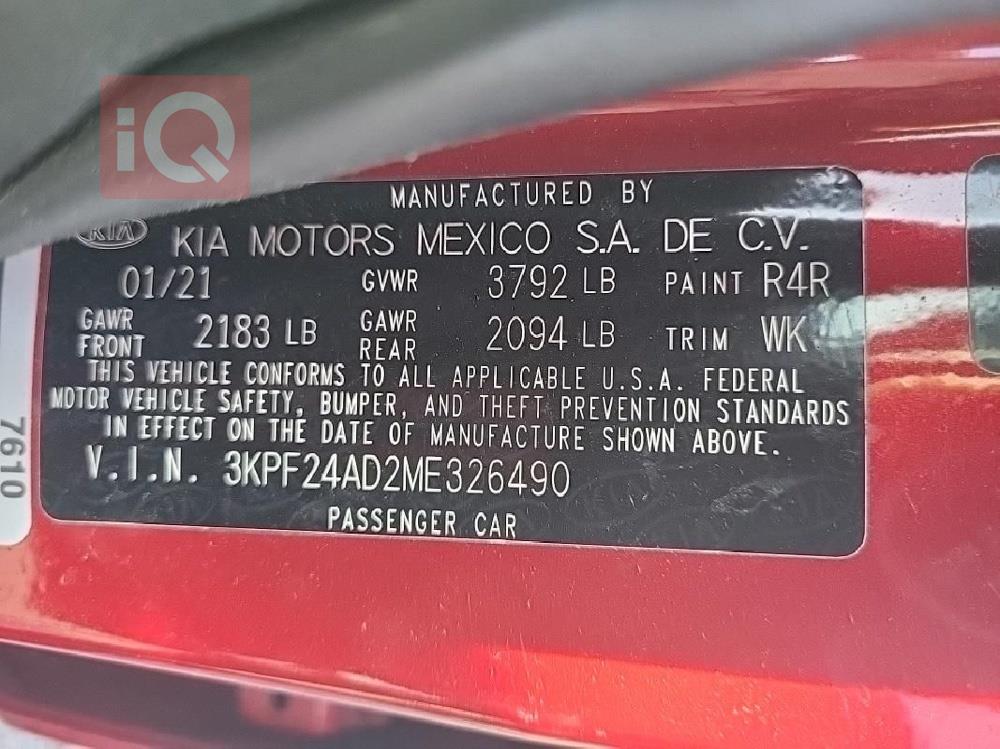 iQ
MANUFACTURED BY
KIA KIA MOTORS MEXICO S.A. DE C.V.
01/21 GVWR 3792 LB PAINT R4R
GAWR FRONT 2183 LB GAWR REAR 2094 LB TRIM WK
THIS VEHICLE CONFORMS TO ALL APPLICABLE U.S.A. FEDERAL
MOTOR VEHICLE SAFETY, BUMPER, AND THEFT PREVENTION STANDARDS
IN EFFECT ON THE DATE OF MANUFACTURE SHOWN ABOVE.
V.I.N. 3KPF24AD2ME326490
PASSENGER CAR
7610